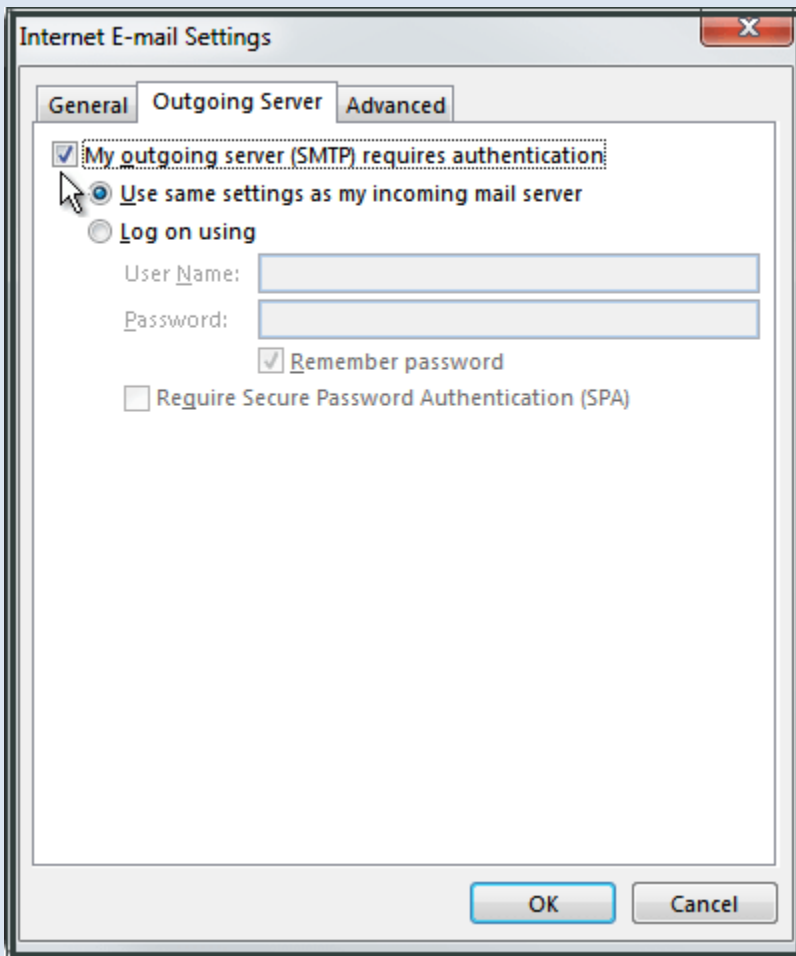 Internet E-mail Settings
General Outgoing Server Advanced
My outgoing server (SMTP) requires authentication
Use same settings as my incoming mail server
Log on using
User Name:
Password:
Remember password
Require Secure Password Authentication (SPA)
OK Cancel